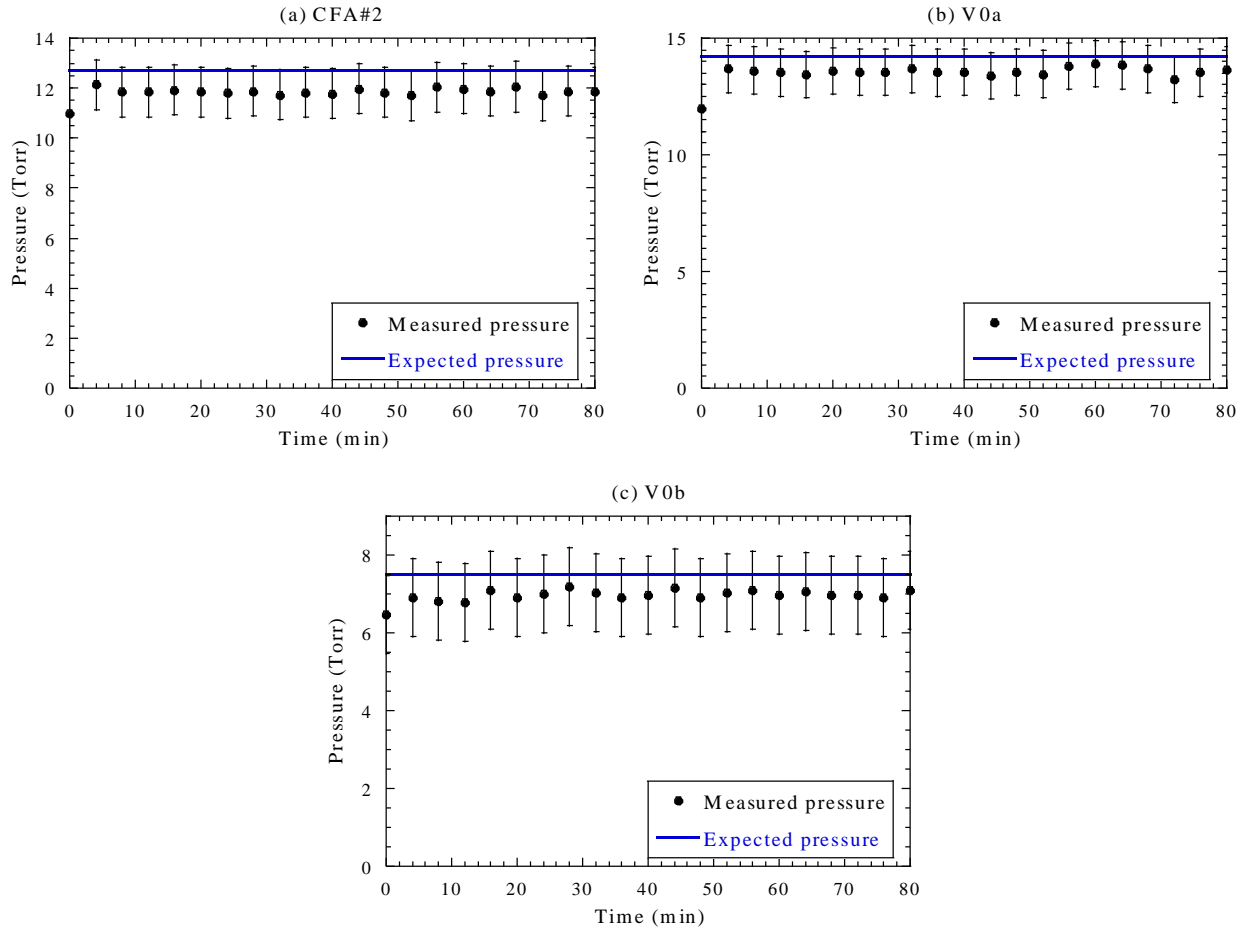 (a) CFA#2
14
12
10
8
6
4
2
0
Pressure (Torr)
Measured pressure
Expected pressure
0 10 20 30 40 50 60 70 80
Time (min)
(b) V0a
15
10
5
0
Pressure (Torr)
Measured pressure
Expected pressure
0 10 20 30 40 50 60 70 80
Time (min)
(c) V0b
8
6
4
2
0
Pressure (Torr)
Measured pressure
Expected pressure
0 10 20 30 40 50 60 70 80
Time (min)